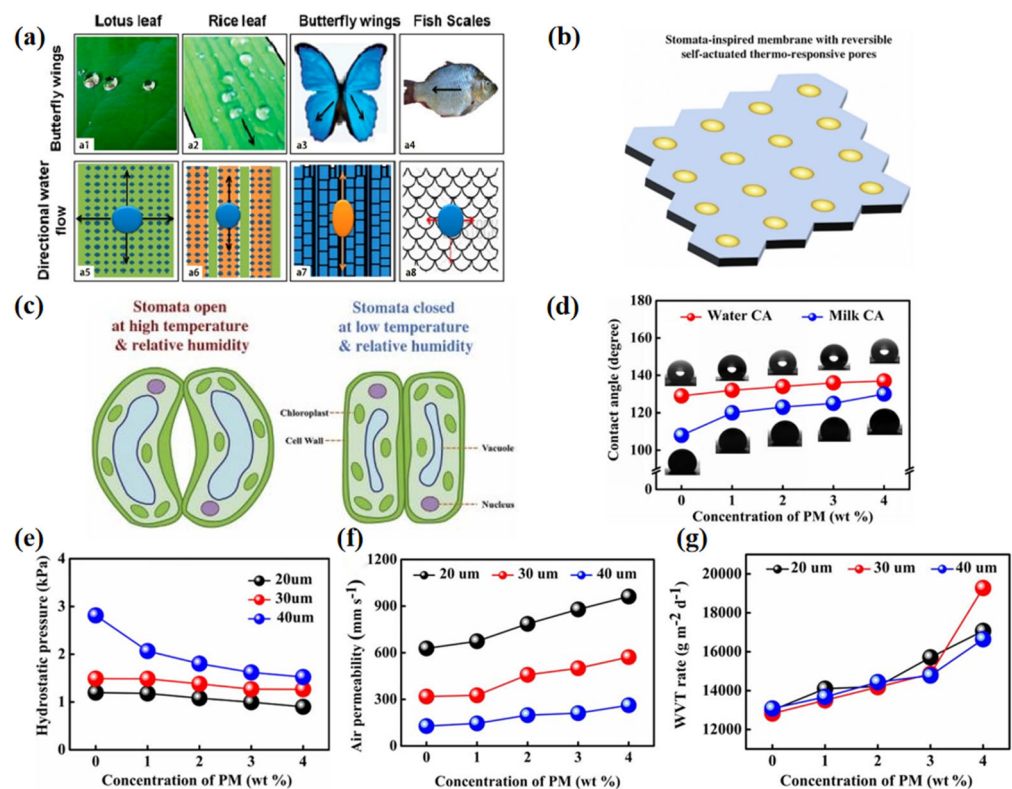 (a)
Lotus leaf
Rice leaf
Butterfly wings
Fish Scales
Butterfly wings
a1
a2
a3
a4
Directional water
flow
a5
a6
a7
a8
(b)
Stomata-inspired membrane with reversible
self-actuated thermo-responsive pores
(c)
Stomata open
at high temperature
& relative humidity
Stomata closed
at low temperature
& relative humidity
Chloroplast
Cell Wall
Vacuole
Nucleus
(d)
Water CA
Milk CA
Contact angle (degree)
180
160
140
120
100
0
0 1 2 3 4
Concentration of PM (wt %)
(e)
20um
30um
40um
Hydrostatic pressure (kPa)
4
3
2
1
0
0 1 2 3 4
Concentration of PM (wt %)
(f)
20 um
30 um
40 um
Air permeability (mm s⁻¹)
1200
900
600
300
0
0 1 2 3 4
Concentration of PM (wt %)
(g)
20 um
30 um
40 um
WVT rate (g m⁻² d⁻¹)
20000
18000
16000
14000
12000
0 1 2 3 4
Concentration of PM (wt %)